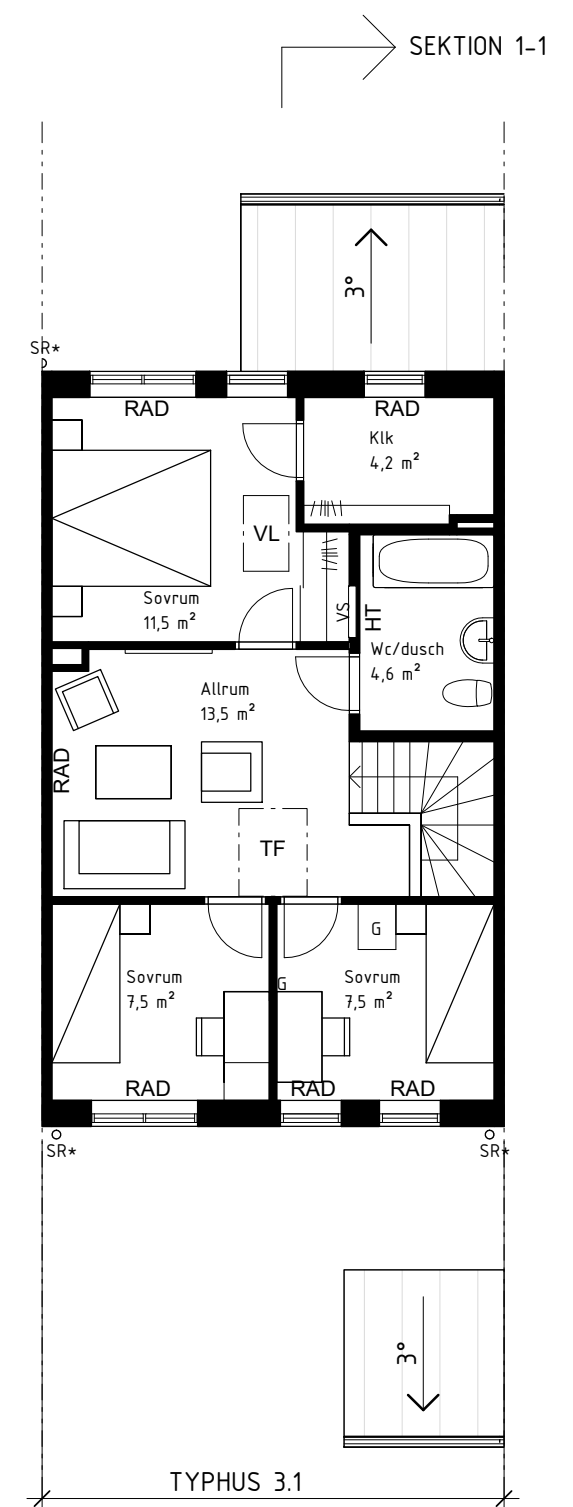 SEKTION 1-1
3°
SR*
RAD
RAD
Klk
4,2 m²
VL
Sovrum
11,5 m²
VS
HT
Wc/dusch
4,6 m²
Allrum
13,5 m²
RAD
TF
G
Sovrum
7,5 m²
G
Sovrum
7,5 m²
RAD
RAD
RAD
SR*
SR*
3°
TYPHUS 3.1